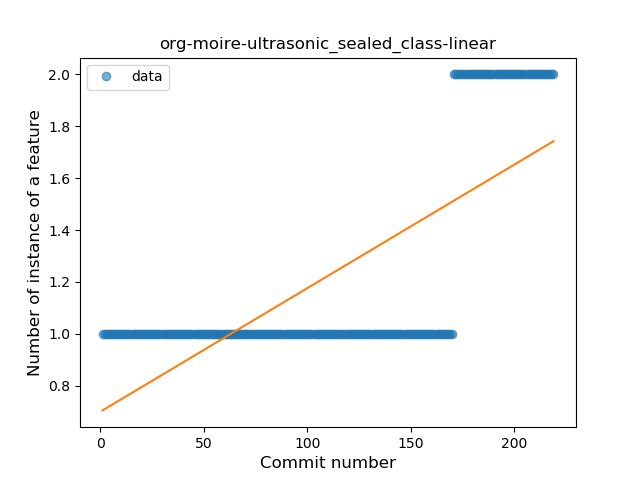 org-moire-ultrasonic_sealed_class-linear
data
Number of instance of a feature
2.0
1.8
1.6
1.4
1.2
1.0
0.8
0 50 100 150 200
Commit number